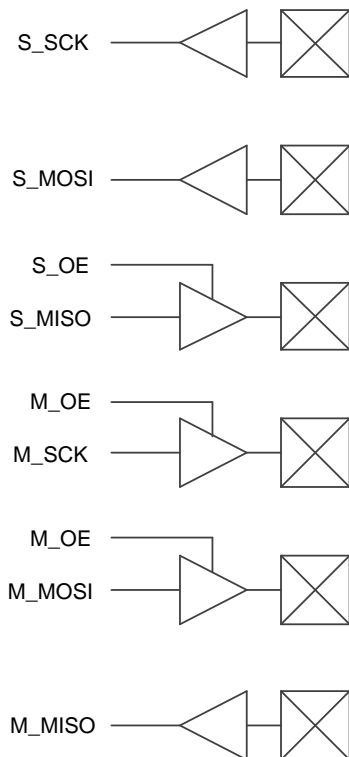 S_SCK
S_MOSI
S_OE
S_MISO
M_OE
M_SCK
M_OE
M_MOSI
M_MISO